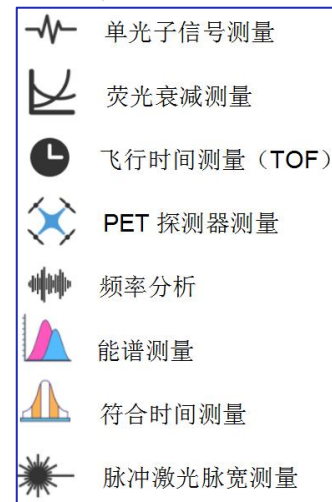 单光子信号测量
荧光衰减测量
飞行时间测量（TOF）
PET 探测器测量
频率分析
能谱测量
符合时间测量
脉冲激光脉宽测量